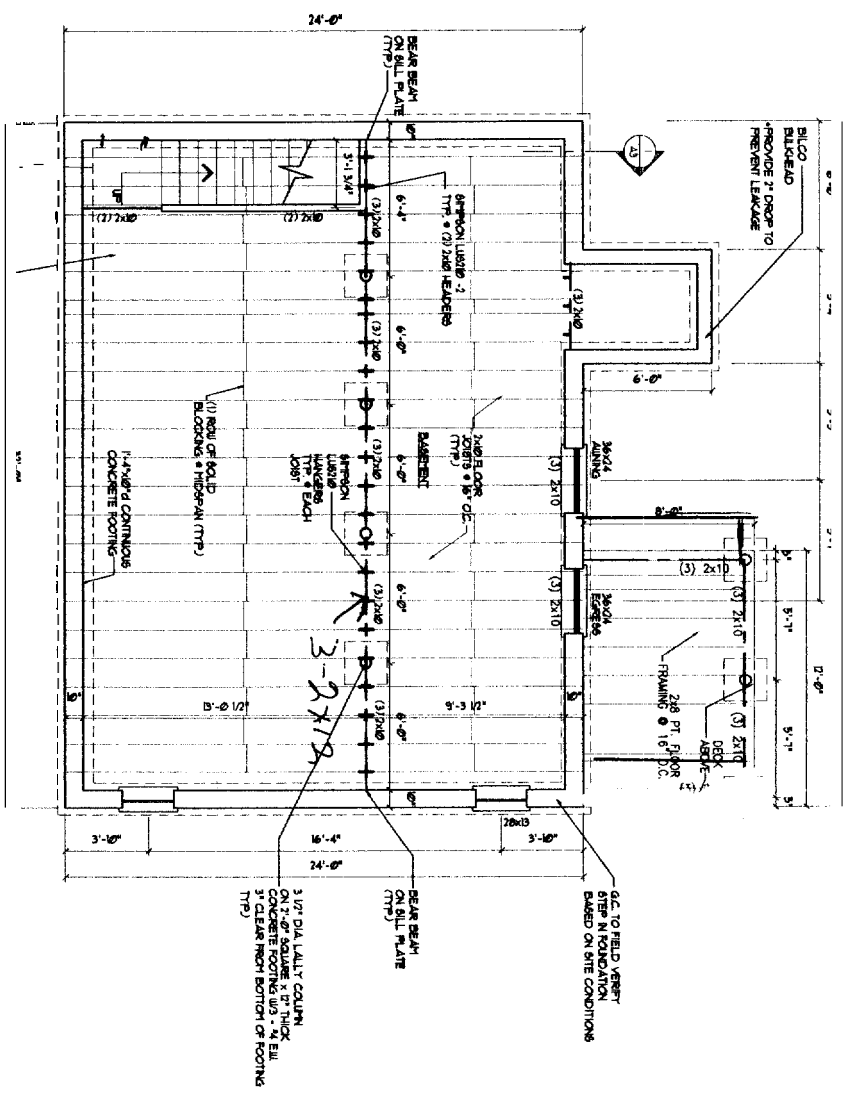 24'-0"
BEAR BEAM
ON SILL PLATE
(TYP.)
BILCO
BULKHEAD
*PROVIDE 2" DROP TO
PREVENT LEAKAGE
A3
10"
3'-1 3/4"
UP
(2) 2x10
(2) 2x10
(3) 2x10
6'-4"
SIMPSON LUS210 -2
TYP. @ (2) 2x10 HEADERS
(3) 2x10
6'-0"
(3) 2x10
6'-0"
(1) ROW OF SOLID
BLOCKING @ MIDSPAN (TYP.)
(3) 2x10
6'-0"
BASEMENT
2x10 FLOOR
JOISTS @ 16" O.C.
(TYP.)
36x24
AWNING
(3) 2x10
SIMPSON
LUS210
HANGERS
TYP. @ EACH
JOIST
1'-4"x10"d CONTINUOUS
CONCRETE FOOTING
8'-0"
(3) 2x10
(3) 2x10
6'-0"
(3) 2x10
36x24
EGRESS
(3) 2x10
5'-7"
12'-0"
3-2x12
2x8 PT. FLOOR
FRAMING @ 16" O.C.
DECK
ABOVE
10"
13'-0 1/2"
(3) 2x10
6'-0"
9'-3 1/2"
10"
(3) 2x10
5'-7"
10"
28x13
3'-10"
16'-4"
3'-10"
24'-0"
BEAR BEAM
ON SILL PLATE
(TYP.)
G.C. TO FIELD VERIFY
STEP IN FOUNDATION
BASED ON SITE CONDITIONS
3 1/2" DIA. LALLY COLUMN
ON 2'-0" SQUARE x 12" THICK
CONCRETE FOOTING W/3 - #4 E.W.
3" CLEAR FROM BOTTOM OF FOOTING
TYP.)